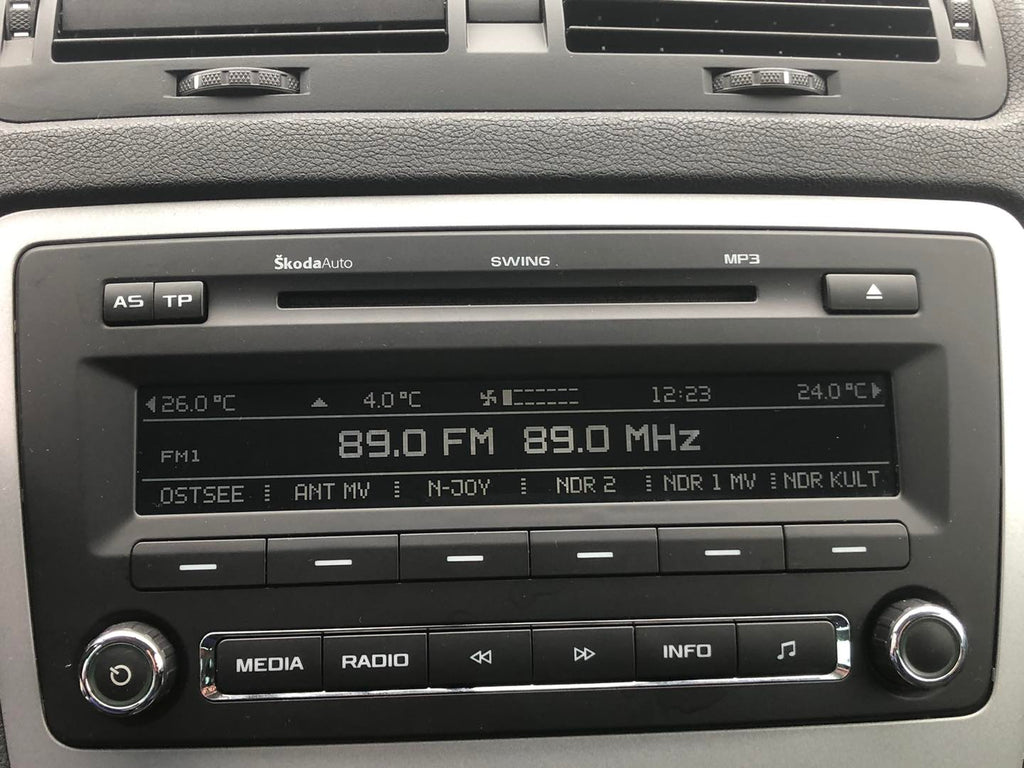 ŠkodaAuto SWING MP3
AS TP
26.0°C 4.0°C 12:23 24.0°C
FM1 89.0 FM 89.0 MHz
OSTSEE ANT MV N-JOY NDR 2 NDR 1 MV NDR KULT
MEDIA RADIO INFO